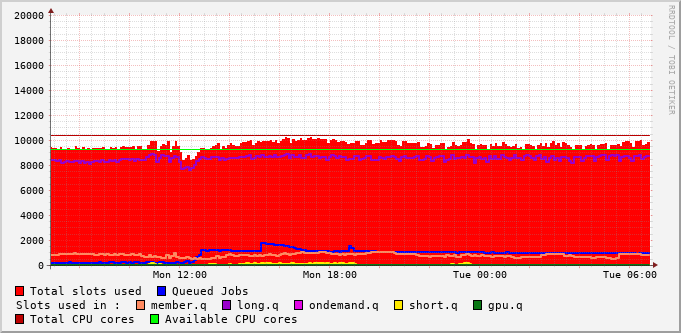 RRDTOOL / TOBI OETIKER
20000
18000
16000
14000
12000
10000
8000
6000
4000
2000
0
Mon 12:00 Mon 18:00 Tue 00:00 Tue 06:00
Total slots used Queued Jobs
Slots used in : member.q long.q ondemand.q short.q gpu.q
Total CPU cores Available CPU cores